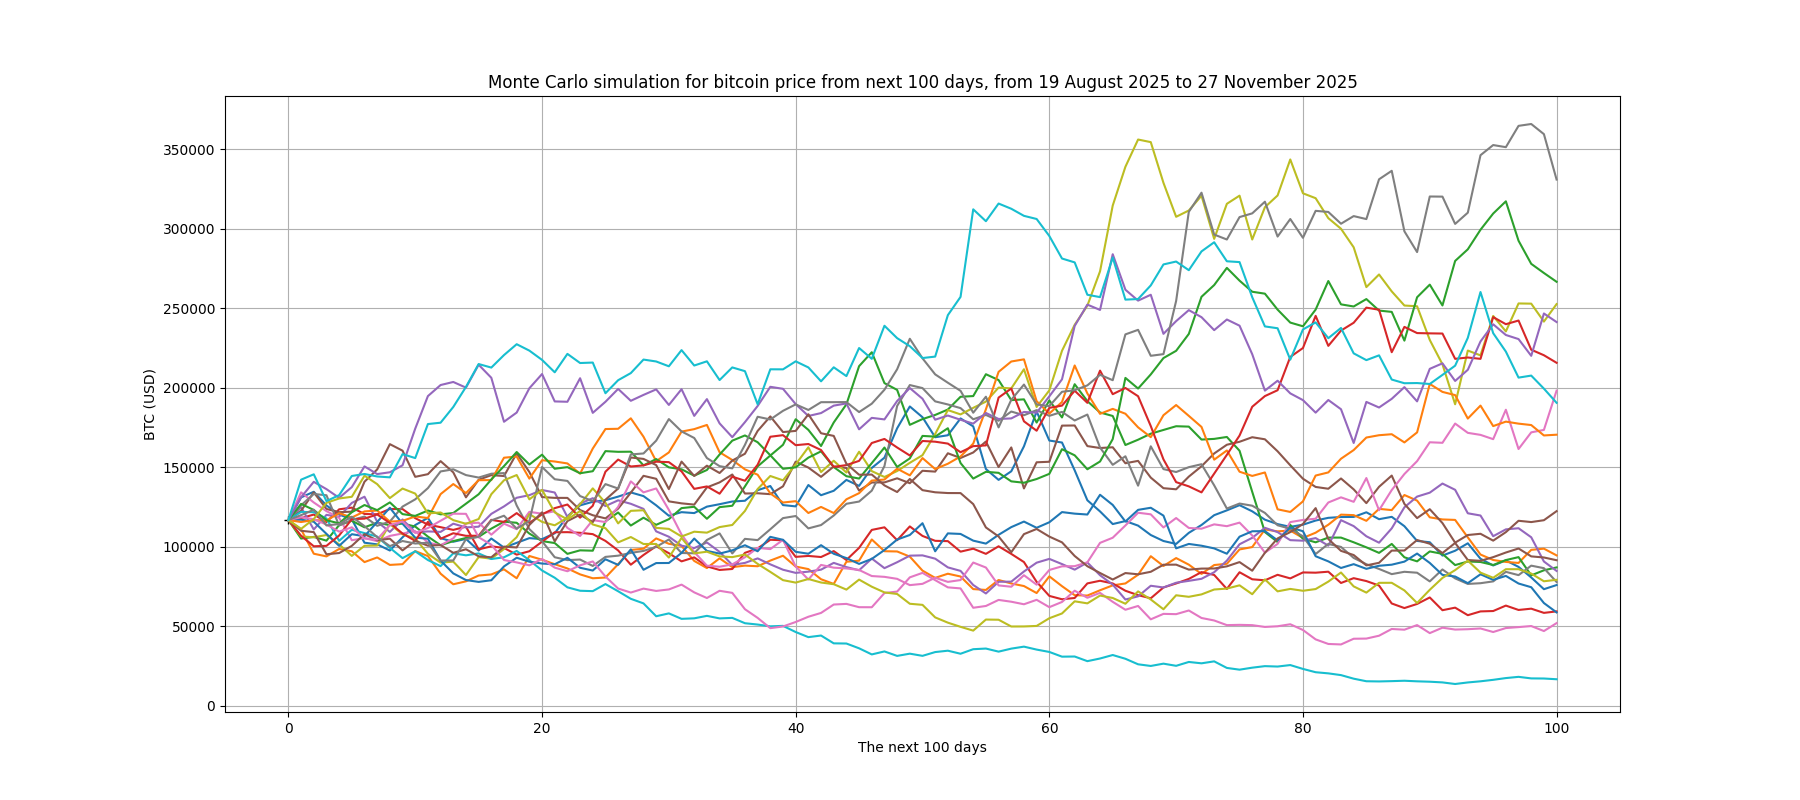 Monte Carlo simulation for bitcoin price from next 100 days, from 19 August 2025 to 27 November 2025
BTC (USD)
350000
300000
250000
200000
150000
100000
50000
0
0 20 40 60 80 100
The next 100 days